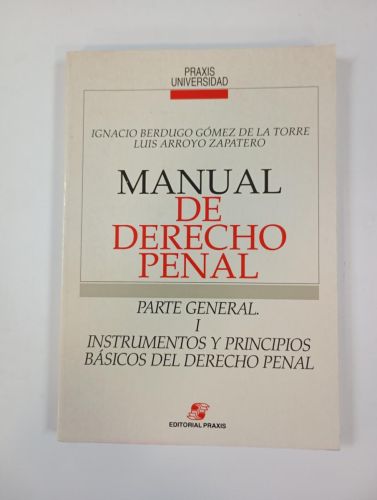 PRAXIS
UNIVERSIDAD
IGNACIO BERDUGO GÓMEZ DE LA TORRE
LUIS ARROYO ZAPATERO
MANUAL
DE
DERECHO
PENAL
PARTE GENERAL.
I
INSTRUMENTOS Y PRINCIPIOS
BÁSICOS DEL DERECHO PENAL
EDITORIAL PRAXIS